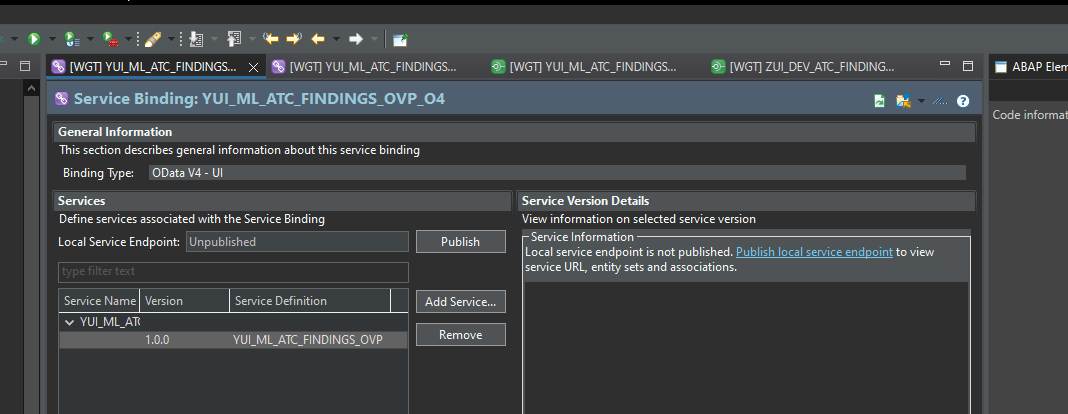 [WGT] YUI_ML_ATC_FINDINGS... [WGT] YUI_ML_ATC_FINDINGS... [WGT] YUI_ML_ATC_FINDINGS... [WGT] ZUI_DEV_ATC_FINDING... ABAP Elem
Service Binding: YUI_ML_ATC_FINDINGS_OVP_O4
Code informat
General Information
This section describes general information about this service binding
Binding Type: OData V4 - UI
Services
Define services associated with the Service Binding
Local Service Endpoint: Unpublished Publish
type filter text
Service Name Version Service Definition Add Service...
YUI_ML_ATC
1.0.0 YUI_ML_ATC_FINDINGS_OVP Remove
Service Version Details
View information on selected service version
Service Information
Local service endpoint is not published. Publish local service endpoint to view
service URL, entity sets and associations.